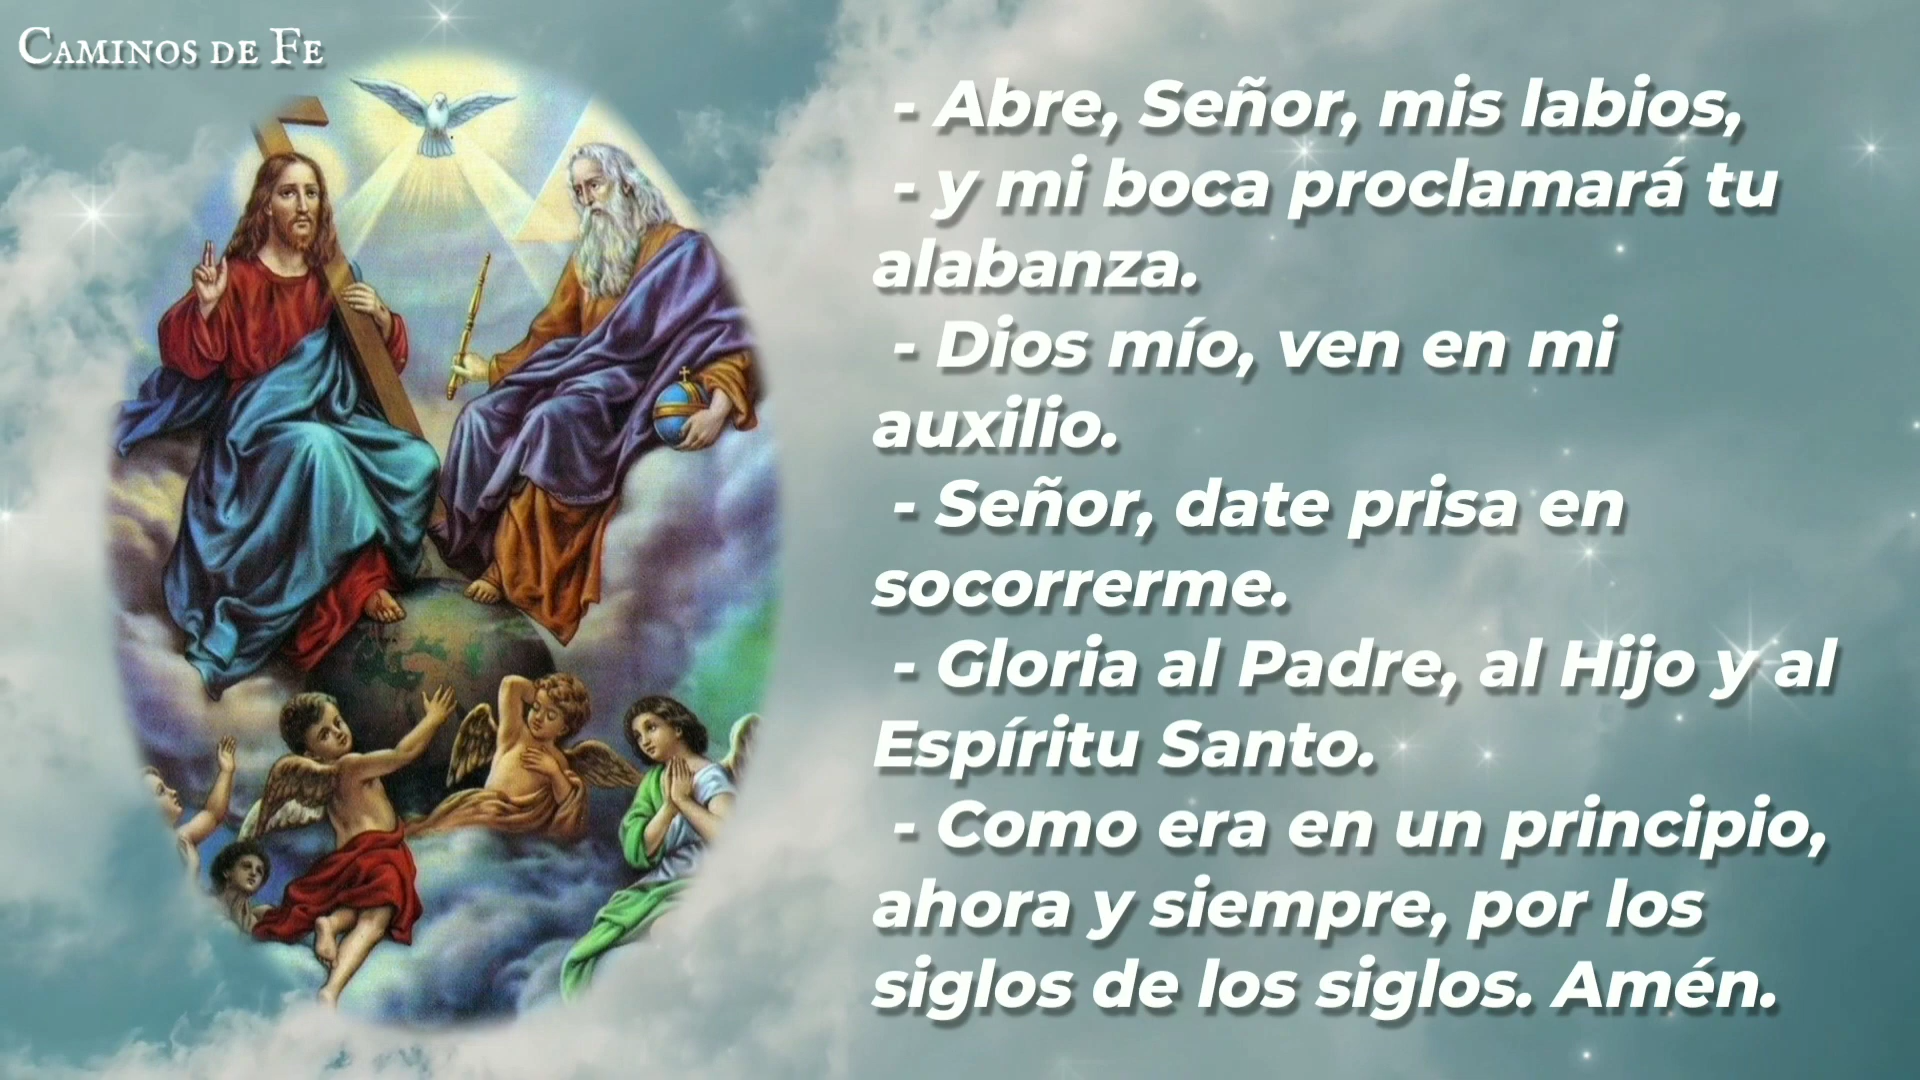 Caminos de Fe
- Abre, Señor, mis labios,
- y mi boca proclamará tu
alabanza.
- Dios mío, ven en mi
auxilio.
- Señor, date prisa en
socorrerme.
- Gloria al Padre, al Hijo y al
Espíritu Santo.
- Como era en un principio,
ahora y siempre, por los
siglos de los siglos. Amén.